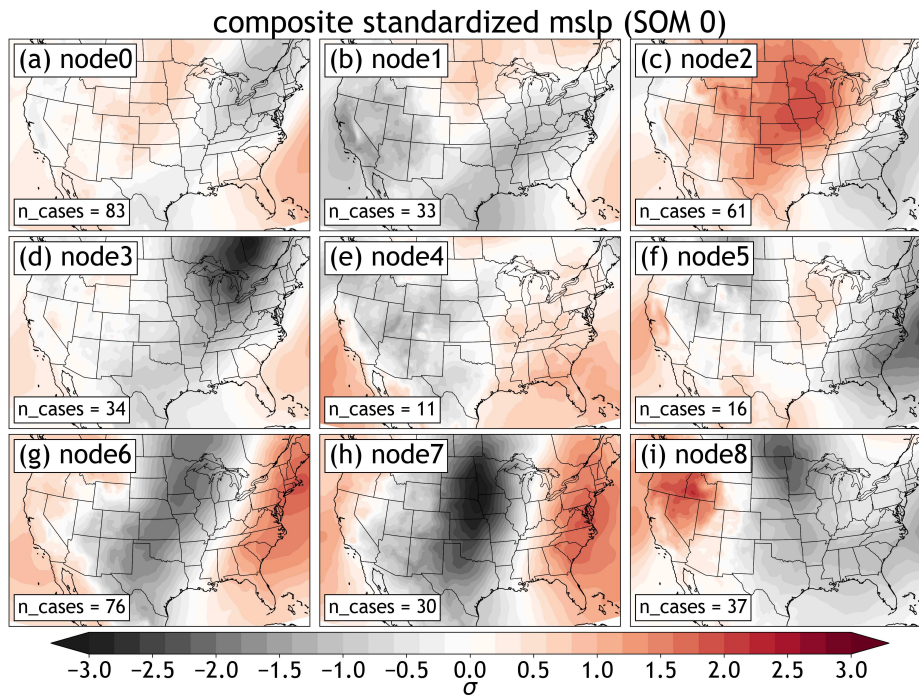 composite standardized mslp (SOM 0)
(a) node0
n_cases = 83
(b) node1
n_cases = 33
(c) node2
n_cases = 61
(d) node3
n_cases = 34
(e) node4
n_cases = 11
(f) node5
n_cases = 16
(g) node6
n_cases = 76
(h) node7
n_cases = 30
(i) node8
n_cases = 37
−3.0 −2.5 −2.0 −1.5 −1.0 −0.5 0.0 0.5 1.0 1.5 2.0 2.5 3.0
σ